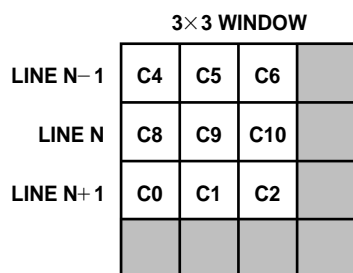 3×3 WINDOW
LINE N−1 C4 C5 C6
LINE N C8 C9 C10
LINE N+1 C0 C1 C2